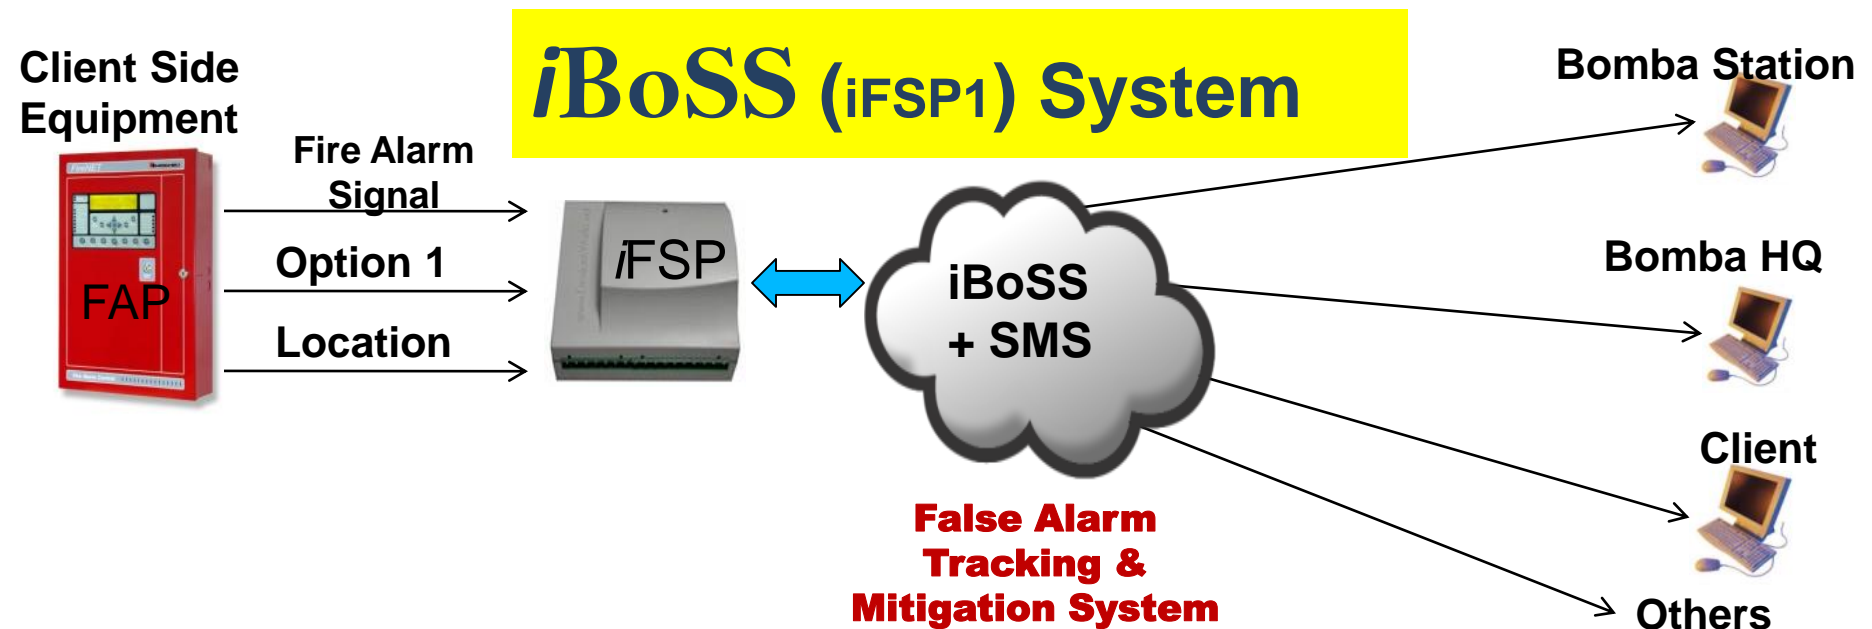 iBoSS (iFSP1) System
Client Side
Equipment
Fire Alarm
Signal
Option 1
Location
FAP
iFSP
iBoSS
+ SMS
False Alarm
Tracking &
Mitigation System
Bomba Station
Bomba HQ
Client
Others